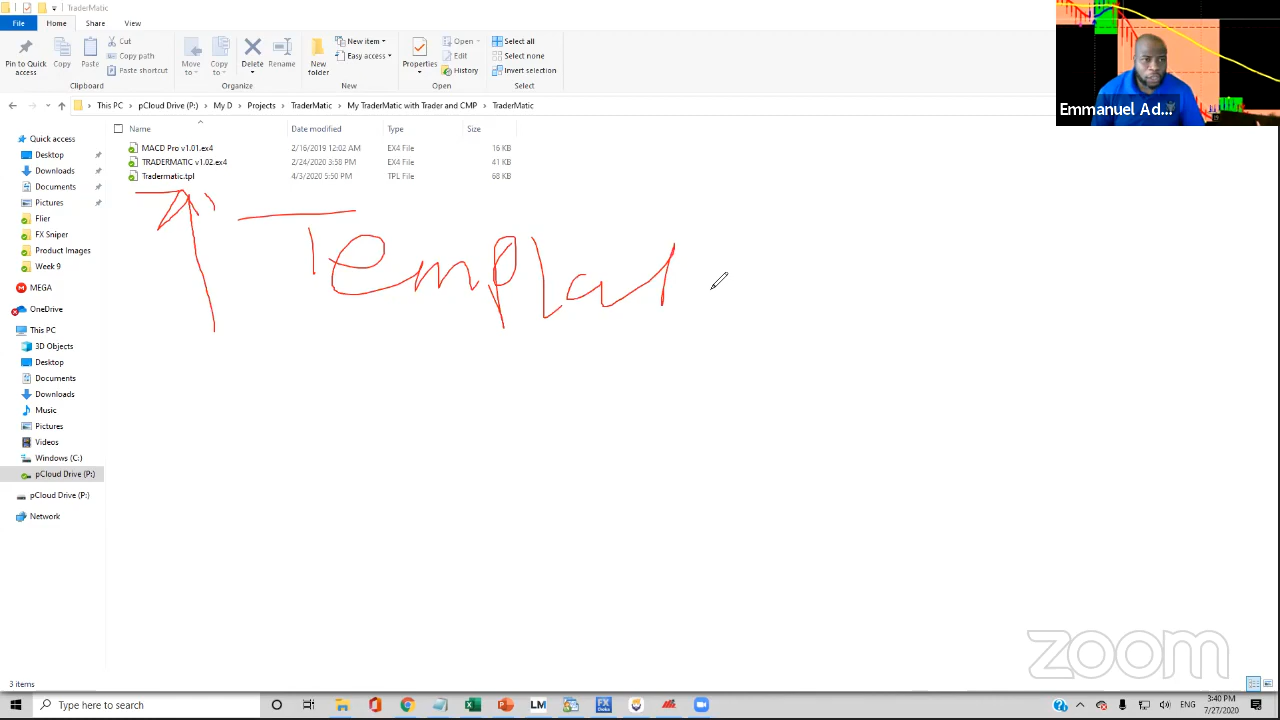 TraderMatic
File Home Share View
Pin to Quick access
Copy
Paste
Cut
Copy path
Paste shortcut
Clipboard
Move to
Copy to
Delete
Rename
Organize
New folder
New item
Easy access
New
Properties
Open
Edit
History
Open
Select all
Select none
Invert selection
Select
This PC > pCloud Drive (P:) > My D > Projects > TraderMatic > My TraderMatic with Trader and CMP > TraderMatic
Name Date modified Type Size
MACD Pro v1.01.ex4 2/16/2019 12:02 AM EX4 File 16 KB
TRADERMATIC v1.02.ex4 2/24/2020 3:58 PM EX4 File 41 KB
Tradermatic.tpl 4/3/2020 5:50 PM TPL File 68 KB
Quick access
Desktop
Downloads
Documents
Pictures
Flier
FX Sniper
Product Images
Week 9
MEGA
OneDrive
This PC
3D Objects
Desktop
Documents
Downloads
Music
Pictures
Videos
Windows (C:)
pCloud Drive (P:)
pCloud Drive (P:)
Network
Templat
Emmanuel Ad...
zoom
3 items
Type here to search
LM
FX
ENG
3:40 PM
7/27/2020